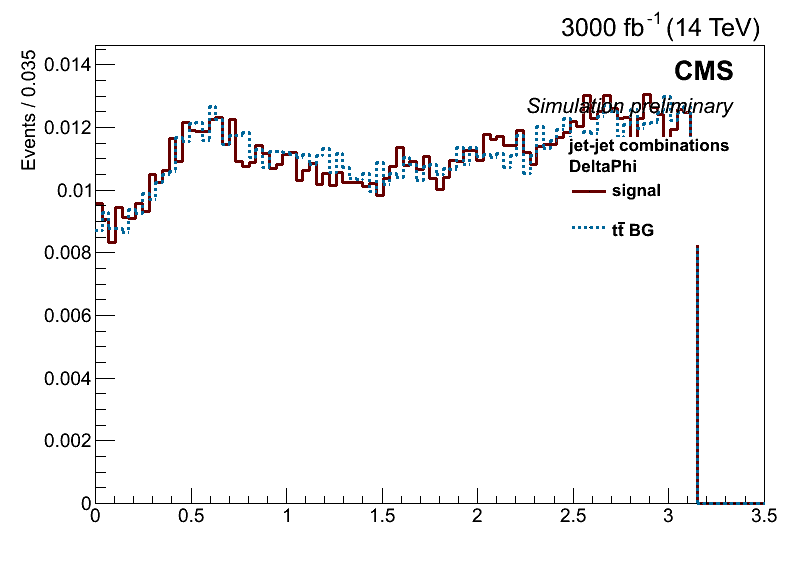 3000 fb⁻¹ (14 TeV)
Events / 0.035
CMS
Simulation preliminary
jet-jet combinations
DeltaPhi
signal
tt̄ BG
0.014
0.012
0.01
0.008
0.006
0.004
0.002
0
0 0.5 1 1.5 2 2.5 3 3.5